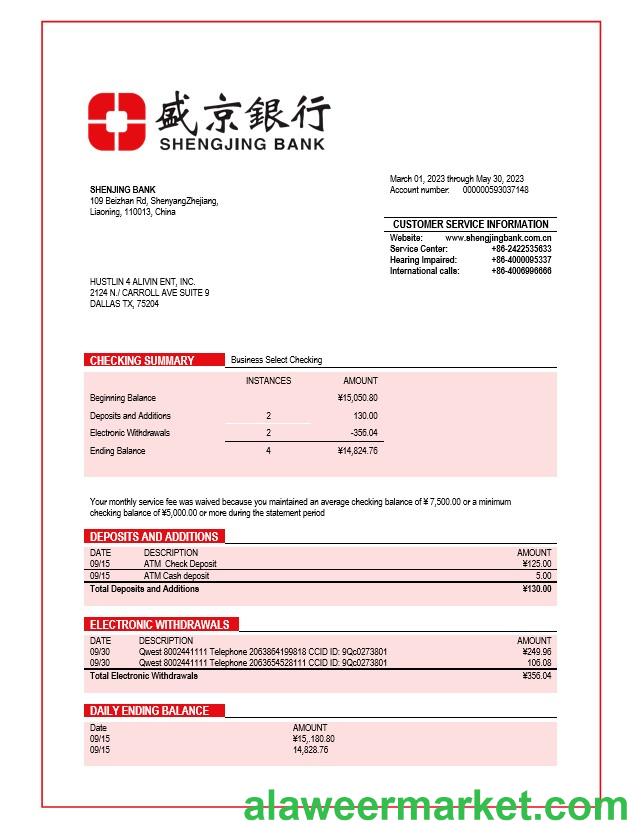 盛京銀行
SHENGJING BANK
March 01, 2023 through May 30, 2023
Account number: 000000593037148
SHENJING BANK
109 Beizhan Rd, ShenyangZhejiang,
Liaoning, 110013, China
CUSTOMER SERVICE INFORMATION
Website: www.shengjingbank.com.cn
Service Center: +86-2422535633
Hearing Impaired: +86-4000095337
International calls: +86-4006996666
HUSTLIN 4 ALIVIN ENT, INC.
2124 N./ CARROLL AVE SUITE 9
DALLAS TX, 75204
CHECKING SUMMARY Business Select Checking
INSTANCES AMOUNT
Beginning Balance ¥15,050.80
Deposits and Additions 2 130.00
Electronic Withdrawals 2 -356.04
Ending Balance 4 ¥14,824.76
Your monthly service fee was waived because you maintained an average checking balance of ¥ 7,500.00 or a minimum
checking balance of ¥5,000.00 or more during the statement period
DEPOSITS AND ADDITIONS
DATE DESCRIPTION AMOUNT
09/15 ATM Check Deposit ¥125.00
09/15 ATM Cash deposit 5.00
Total Deposits and Additions ¥130.00
ELECTRONIC WITHDRAWALS
DATE DESCRIPTION AMOUNT
09/30 Qwest 8002441111 Telephone 2063864199818 CCID ID: 9Qc0273801 ¥249.96
09/30 Qwest 8002441111 Telephone 2063654528111 CCID ID: 9Qc0273801 106.08
Total Electronic Withdrawals ¥356.04
DAILY ENDING BALANCE
Date AMOUNT
09/15 ¥15,.180.80
09/15 14,828.76
alaweermarket.com